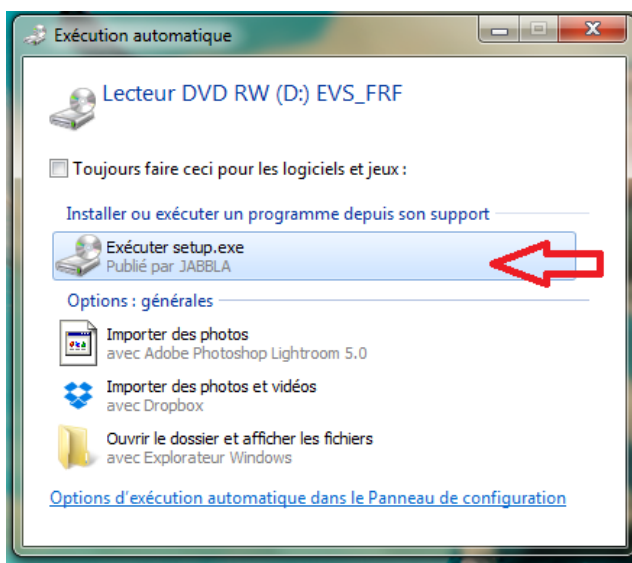 Exécution automatique
Lecteur DVD RW (D:) EVS_FRF
Toujours faire ceci pour les logiciels et jeux :
Installer ou exécuter un programme depuis son support
Exécuter setup.exe
Publié par JABBLA
Options : générales
Importer des photos
avec Adobe Photoshop Lightroom 5.0
Importer des photos et vidéos
avec Dropbox
Ouvrir le dossier et afficher les fichiers
avec Explorateur Windows
Options d'exécution automatique dans le Panneau de configuration